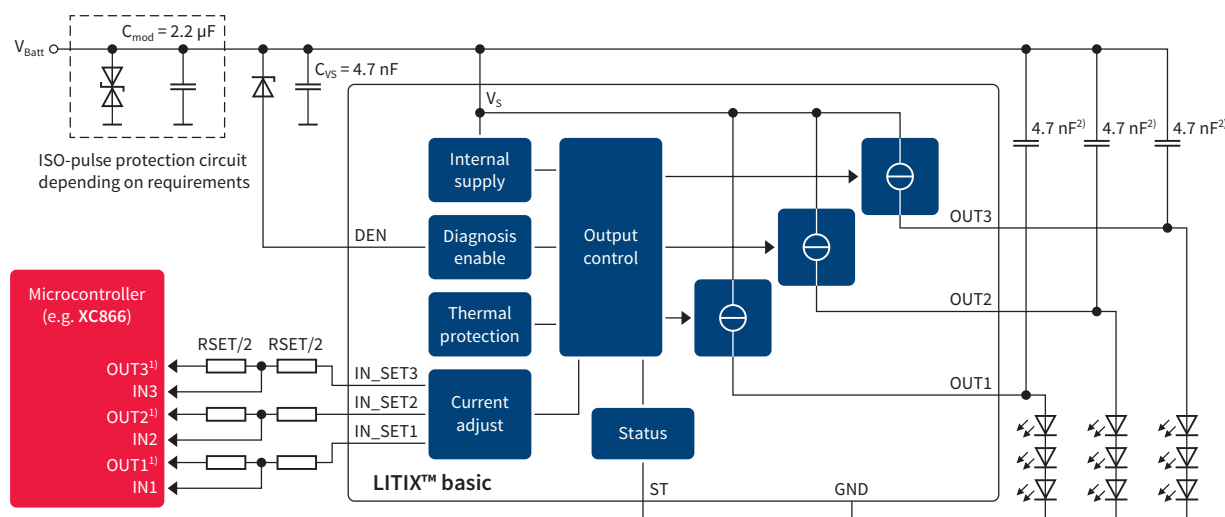 C_mod = 2.2 µF
V_Batt
C_VS = 4.7 nF
V_S
4.7 nF²⁾
4.7 nF²⁾
4.7 nF²⁾
ISO-pulse protection circuit
depending on requirements
Internal
supply
OUT3
DEN
Diagnosis
enable
Output
control
Microcontroller
(e.g. XC866)
Thermal
protection
OUT2
RSET/2
RSET/2
OUT3¹⁾
IN3
IN_SET3
OUT1
OUT2¹⁾
IN2
IN_SET2
Current
adjust
Status
OUT1¹⁾
IN1
IN_SET1
LITIX™ basic
ST
GND